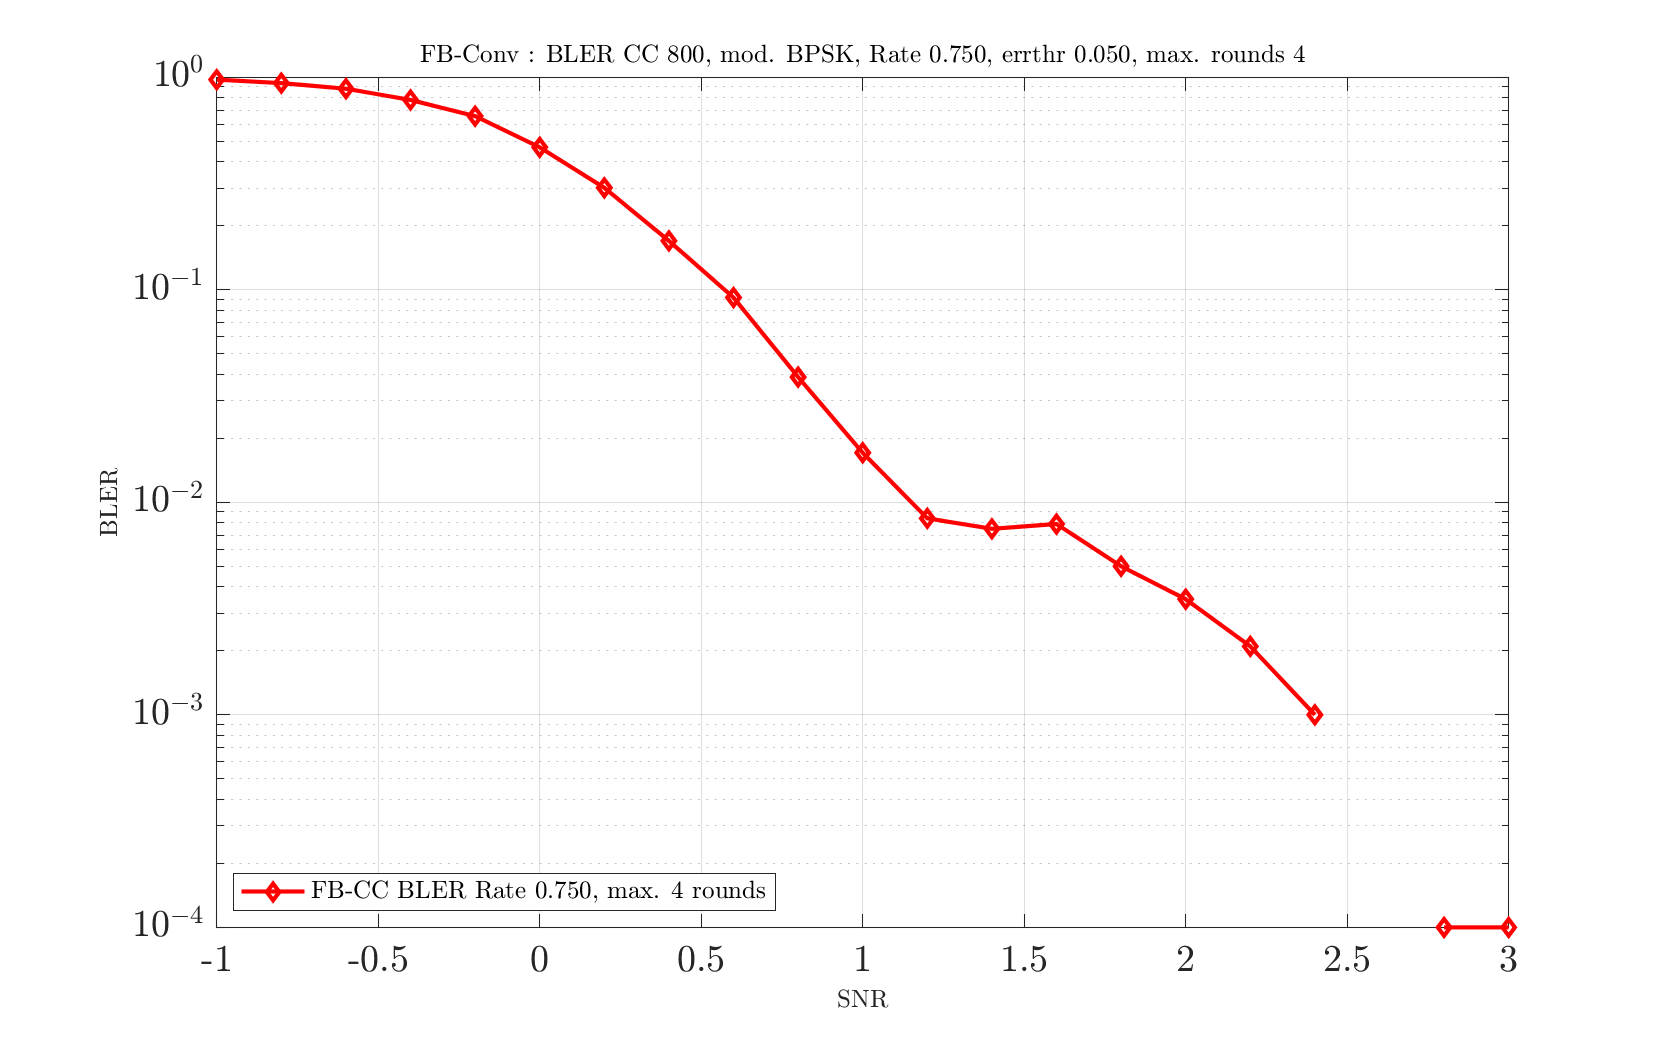 FB-Conv : BLER CC 800, mod. BPSK, Rate 0.750, errthr 0.050, max. rounds 4
10^0
10^-1
10^-2
10^-3
10^-4
BLER
FB-CC BLER Rate 0.750, max. 4 rounds
-1 -0.5 0 0.5 1 1.5 2 2.5 3
SNR